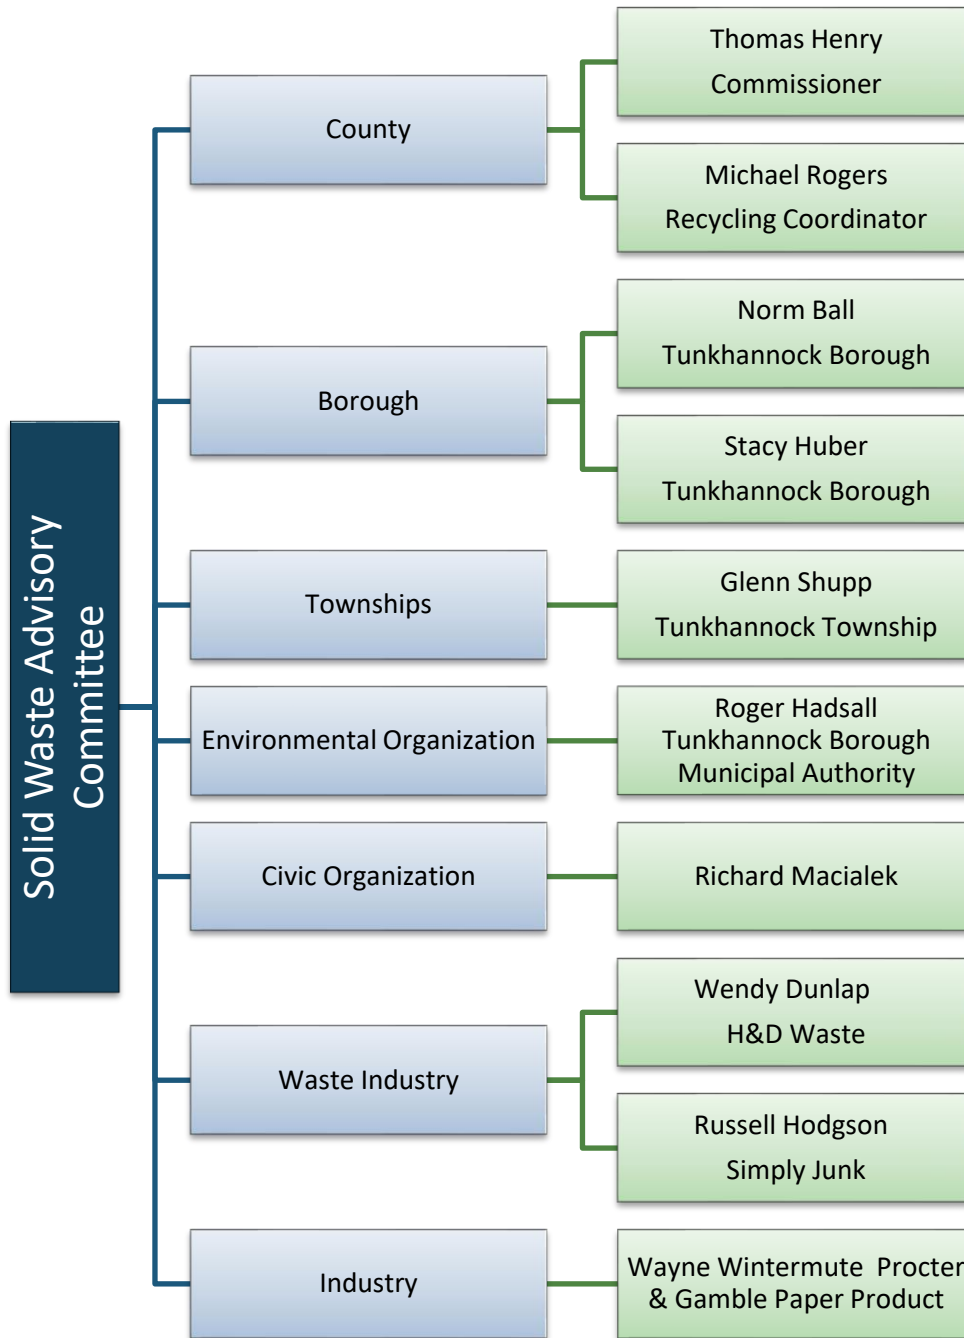 Solid Waste Advisory
Committee
County
Thomas Henry
Commissioner
Michael Rogers
Recycling Coordinator
Borough
Norm Ball
Tunkhannock Borough
Stacy Huber
Tunkhannock Borough
Townships
Glenn Shupp
Tunkhannock Township
Environmental Organization
Roger Hadsall
Tunkhannock Borough
Municipal Authority
Civic Organization
Richard Macialek
Waste Industry
Wendy Dunlap
H&D Waste
Russell Hodgson
Simply Junk
Industry
Wayne Wintermute  Procter
& Gamble Paper Product